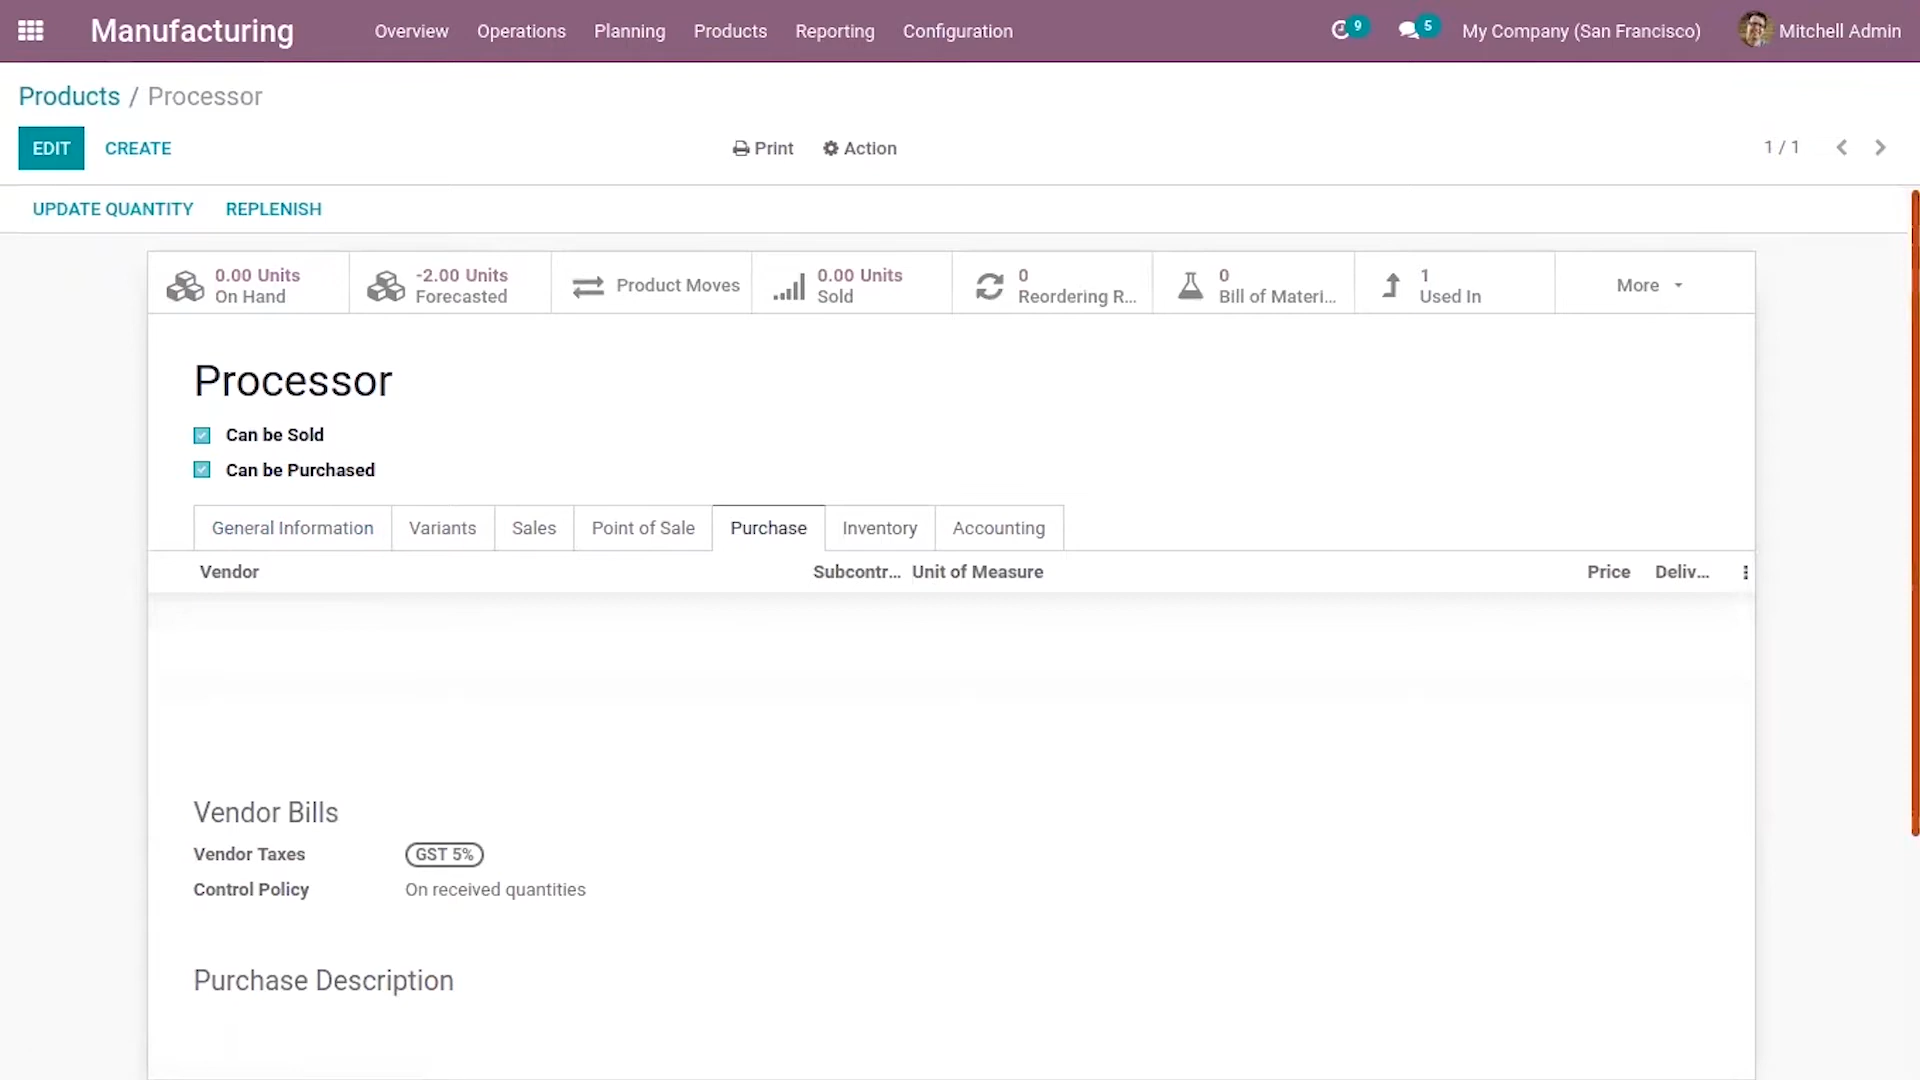 Manufacturing Overview Operations Planning Products Reporting Configuration 9 5 My Company (San Francisco) Mitchell Admin
Products / Processor
EDIT CREATE Print Action 1 / 1
UPDATE QUANTITY REPLENISH
0.00 Units On Hand
-2.00 Units Forecasted
Product Moves
0.00 Units Sold
0 Reordering R...
0 Bill of Materi...
1 Used In
More
Processor
Can be Sold
Can be Purchased
General Information Variants Sales Point of Sale Purchase Inventory Accounting
Vendor Subcontr... Unit of Measure Price Deliv...
Vendor Bills
Vendor Taxes GST 5%
Control Policy On received quantities
Purchase Description